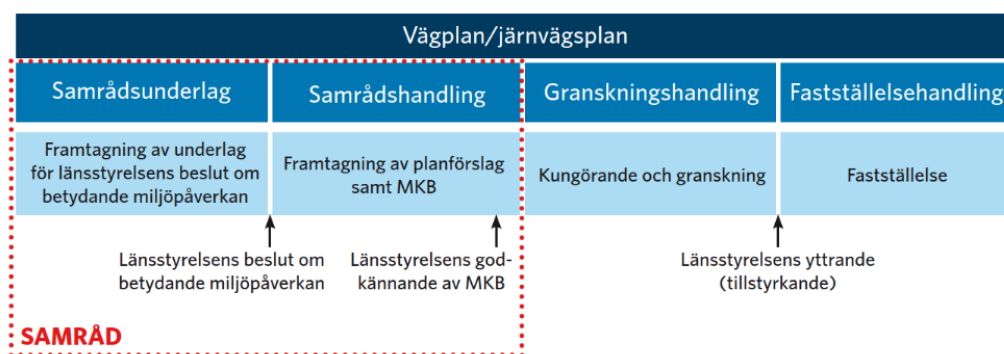 Vägplan/järnvägsplan
Samrådsunderlag
Samrådshandling
Granskningshandling
Fastställelsehandling
Framtagning av underlag
för länsstyrelsens beslut om
betydande miljöpåverkan
Framtagning av planförslag
samt MKB
Kungörande och granskning
Fastställelse
Länsstyrelsens beslut om
betydande miljöpåverkan
Länsstyrelsens god-
kännande av MKB
Länsstyrelsens yttrande
(tillstyrkande)
SAMRÅD